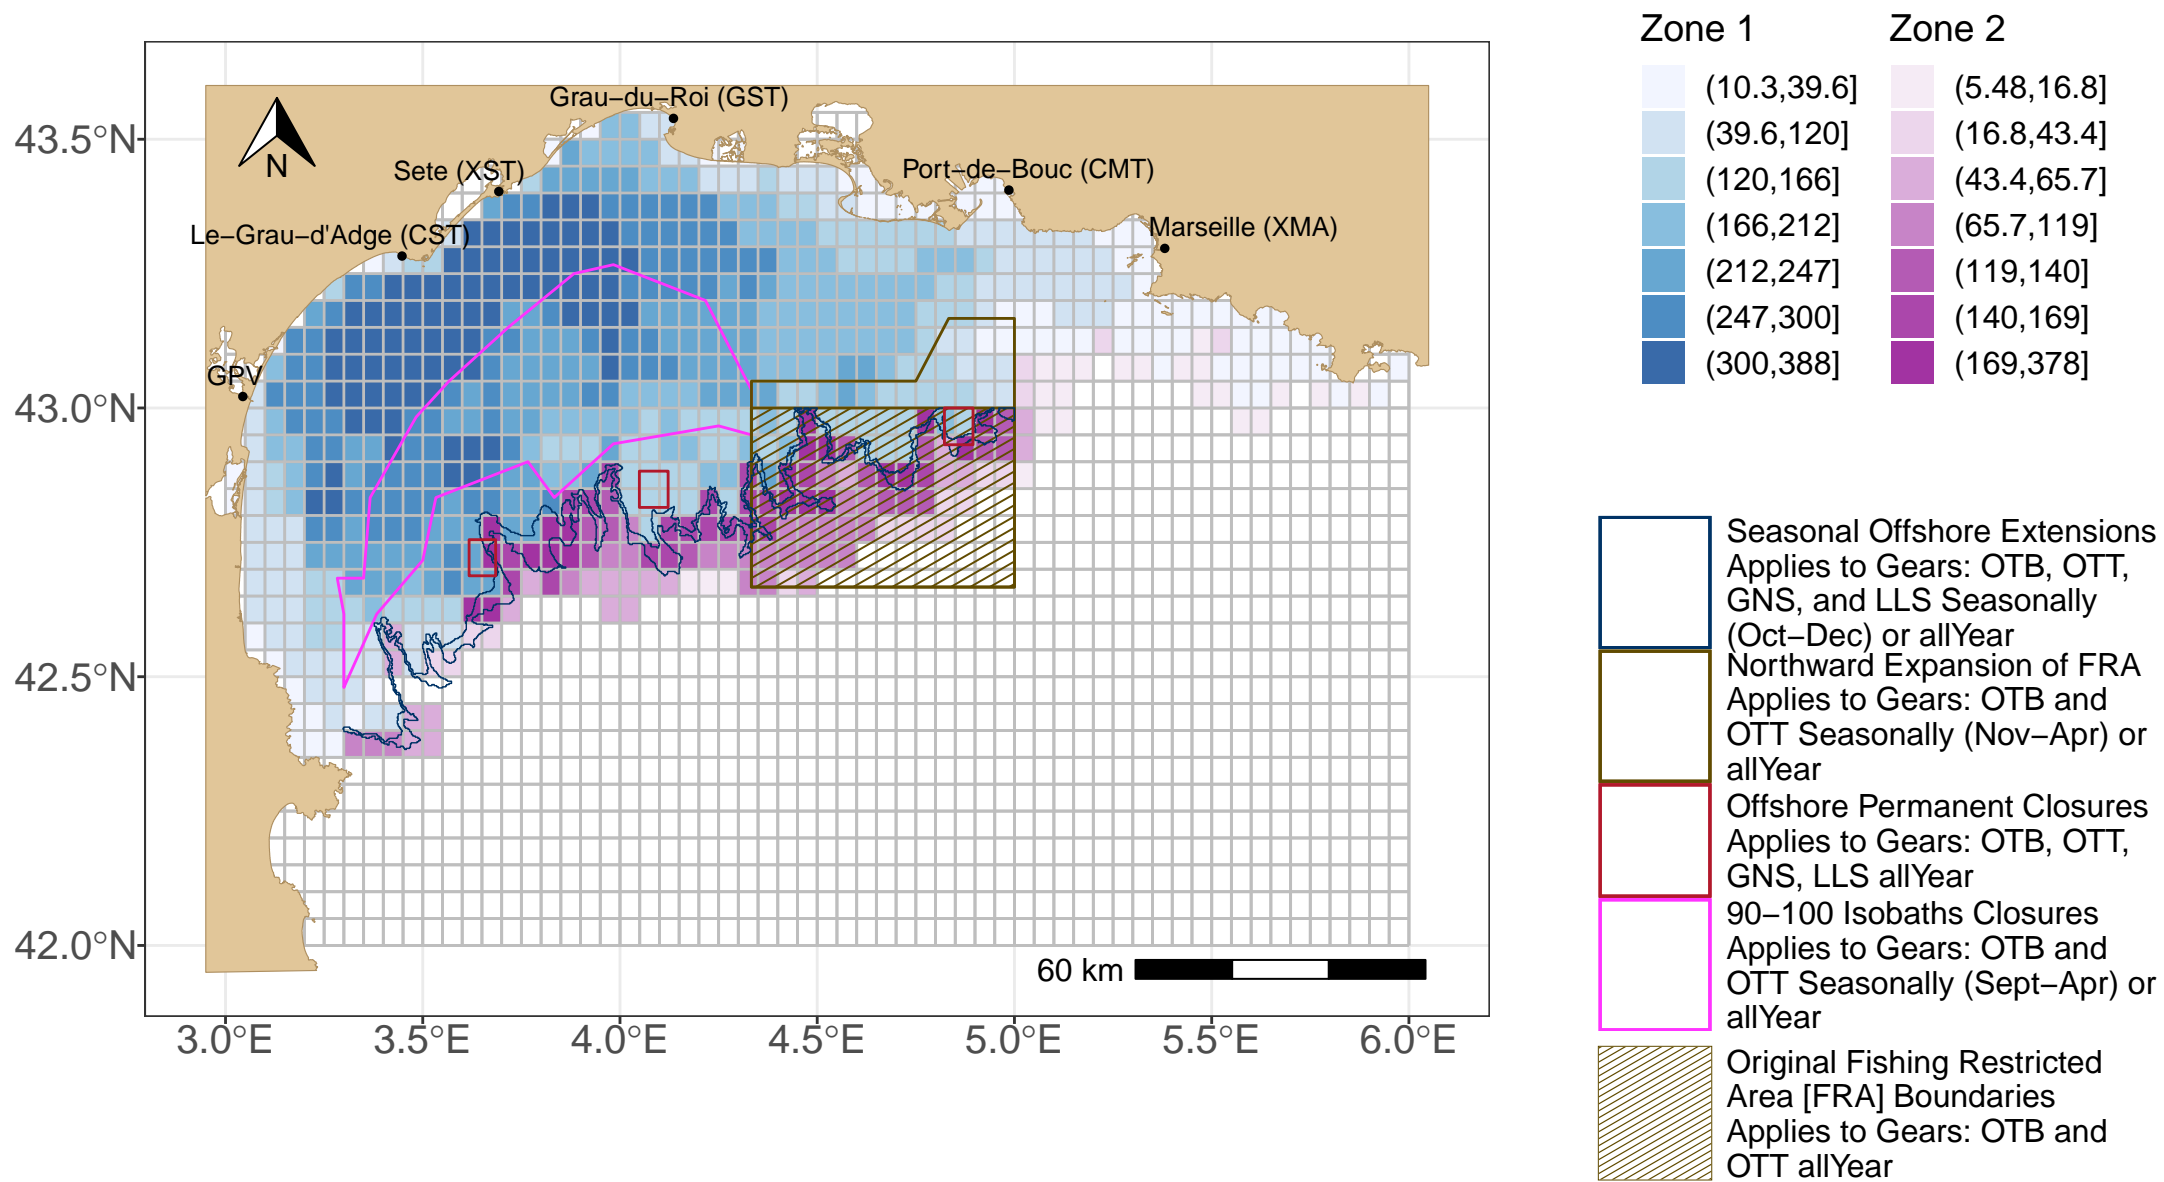 Zone 1
(10.3,39.6]
(39.6,120]
(120,166]
(166,212]
(212,247]
(247,300]
(300,388]
Zone 2
(5.48,16.8]
(16.8,43.4]
(43.4,65.7]
(65.7,119]
(119,140]
(140,169]
(169,378]
Grau−du−Roi (GST)
Sete (XST)
Port−de−Bouc (CMT)
Le−Grau−d'Adge (CST)
Marseille (XMA)
GPV
N
43.5°N
43.0°N
42.5°N
42.0°N
60 km
3.0°E
3.5°E
4.0°E
4.5°E
5.0°E
5.5°E
6.0°E
Seasonal Offshore Extensions
Applies to Gears: OTB, OTT,
GNS, and LLS Seasonally
(Oct−Dec) or allYear
Northward Expansion of FRA
Applies to Gears: OTB and
OTT Seasonally (Nov−Apr) or
allYear
Offshore Permanent Closures
Applies to Gears: OTB, OTT,
GNS, LLS allYear
90−100 Isobaths Closures
Applies to Gears: OTB and
OTT Seasonally (Sept−Apr) or
allYear
Original Fishing Restricted
Area [FRA] Boundaries
Applies to Gears: OTB and
OTT allYear